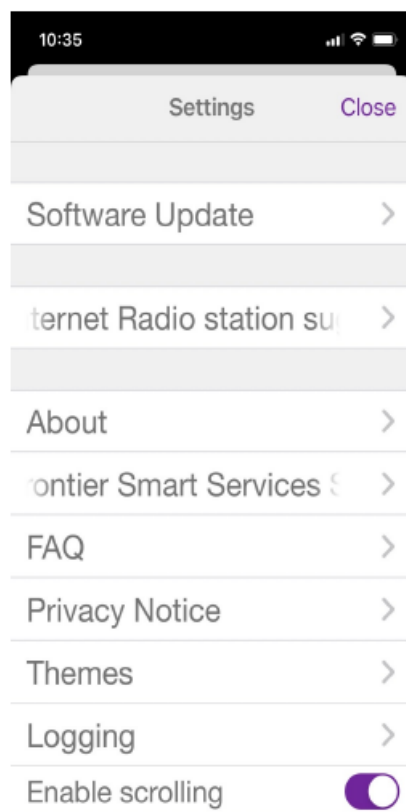 10:35
Settings Close
Software Update
ternet Radio station su
About
rontier Smart Services
FAQ
Privacy Notice
Themes
Logging
Enable scrolling